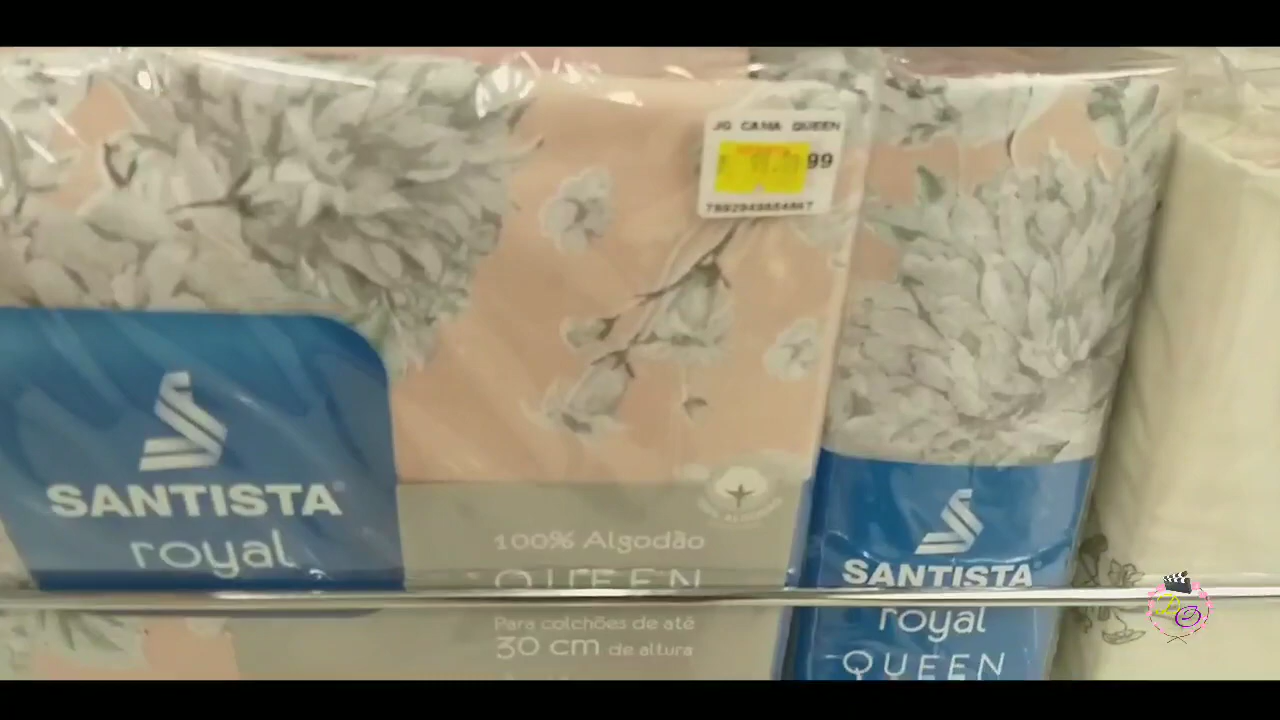 JG CAMA QUEEN
99
SANTISTA
royal
100% Algodão
QUEEN
Para colchões de até
30 cm de altura
SANTISTA
royal
QUEEN